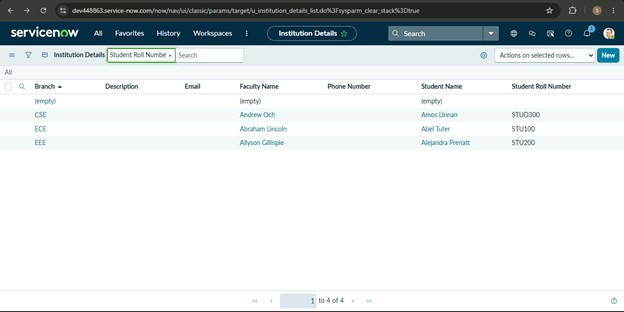 dev448863.service-now.com/now/nav/ui/classic/params/target/u_institution_details_list.do%3Fsysparm_clear_stack%3Dtrue
S
servicenow All Favorites History Workspaces Institution Details Search 1
Institution Details Student Roll Numbe Search Actions on selected rows... New
All
Branch Description Email Faculty Name Phone Number Student Name Student Roll Number
(empty) (empty) (empty)
CSE Andrew Och Amos Linnan STUD300
ECE Abraham Lincoln Abel Tuter STU100
EEE Allyson Gillispie Alejandra Prenatt STU200
1 to 4 of 4